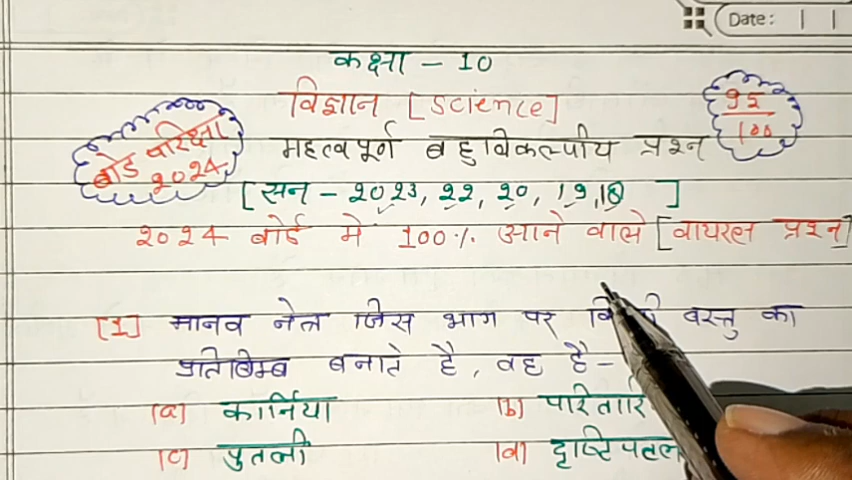 Date:
कक्षा - 10
विज्ञान [science]
95/100
बोर्ड परिक्षा
2024
महत्वपूर्ण बहुविकल्पीय प्रश्न
[सन - 2023, 22, 20, 19, 18 ]
2024 बोर्ड मे 100% आने वाले [वायरल प्रश्न]
[1] मानव नेत्र जिस भाग पर वस्तु का
प्रतिबिम्ब बनाते है, वह है-
(a) कार्निया (b)
(c) पुतली (d) दृष्टिपटल